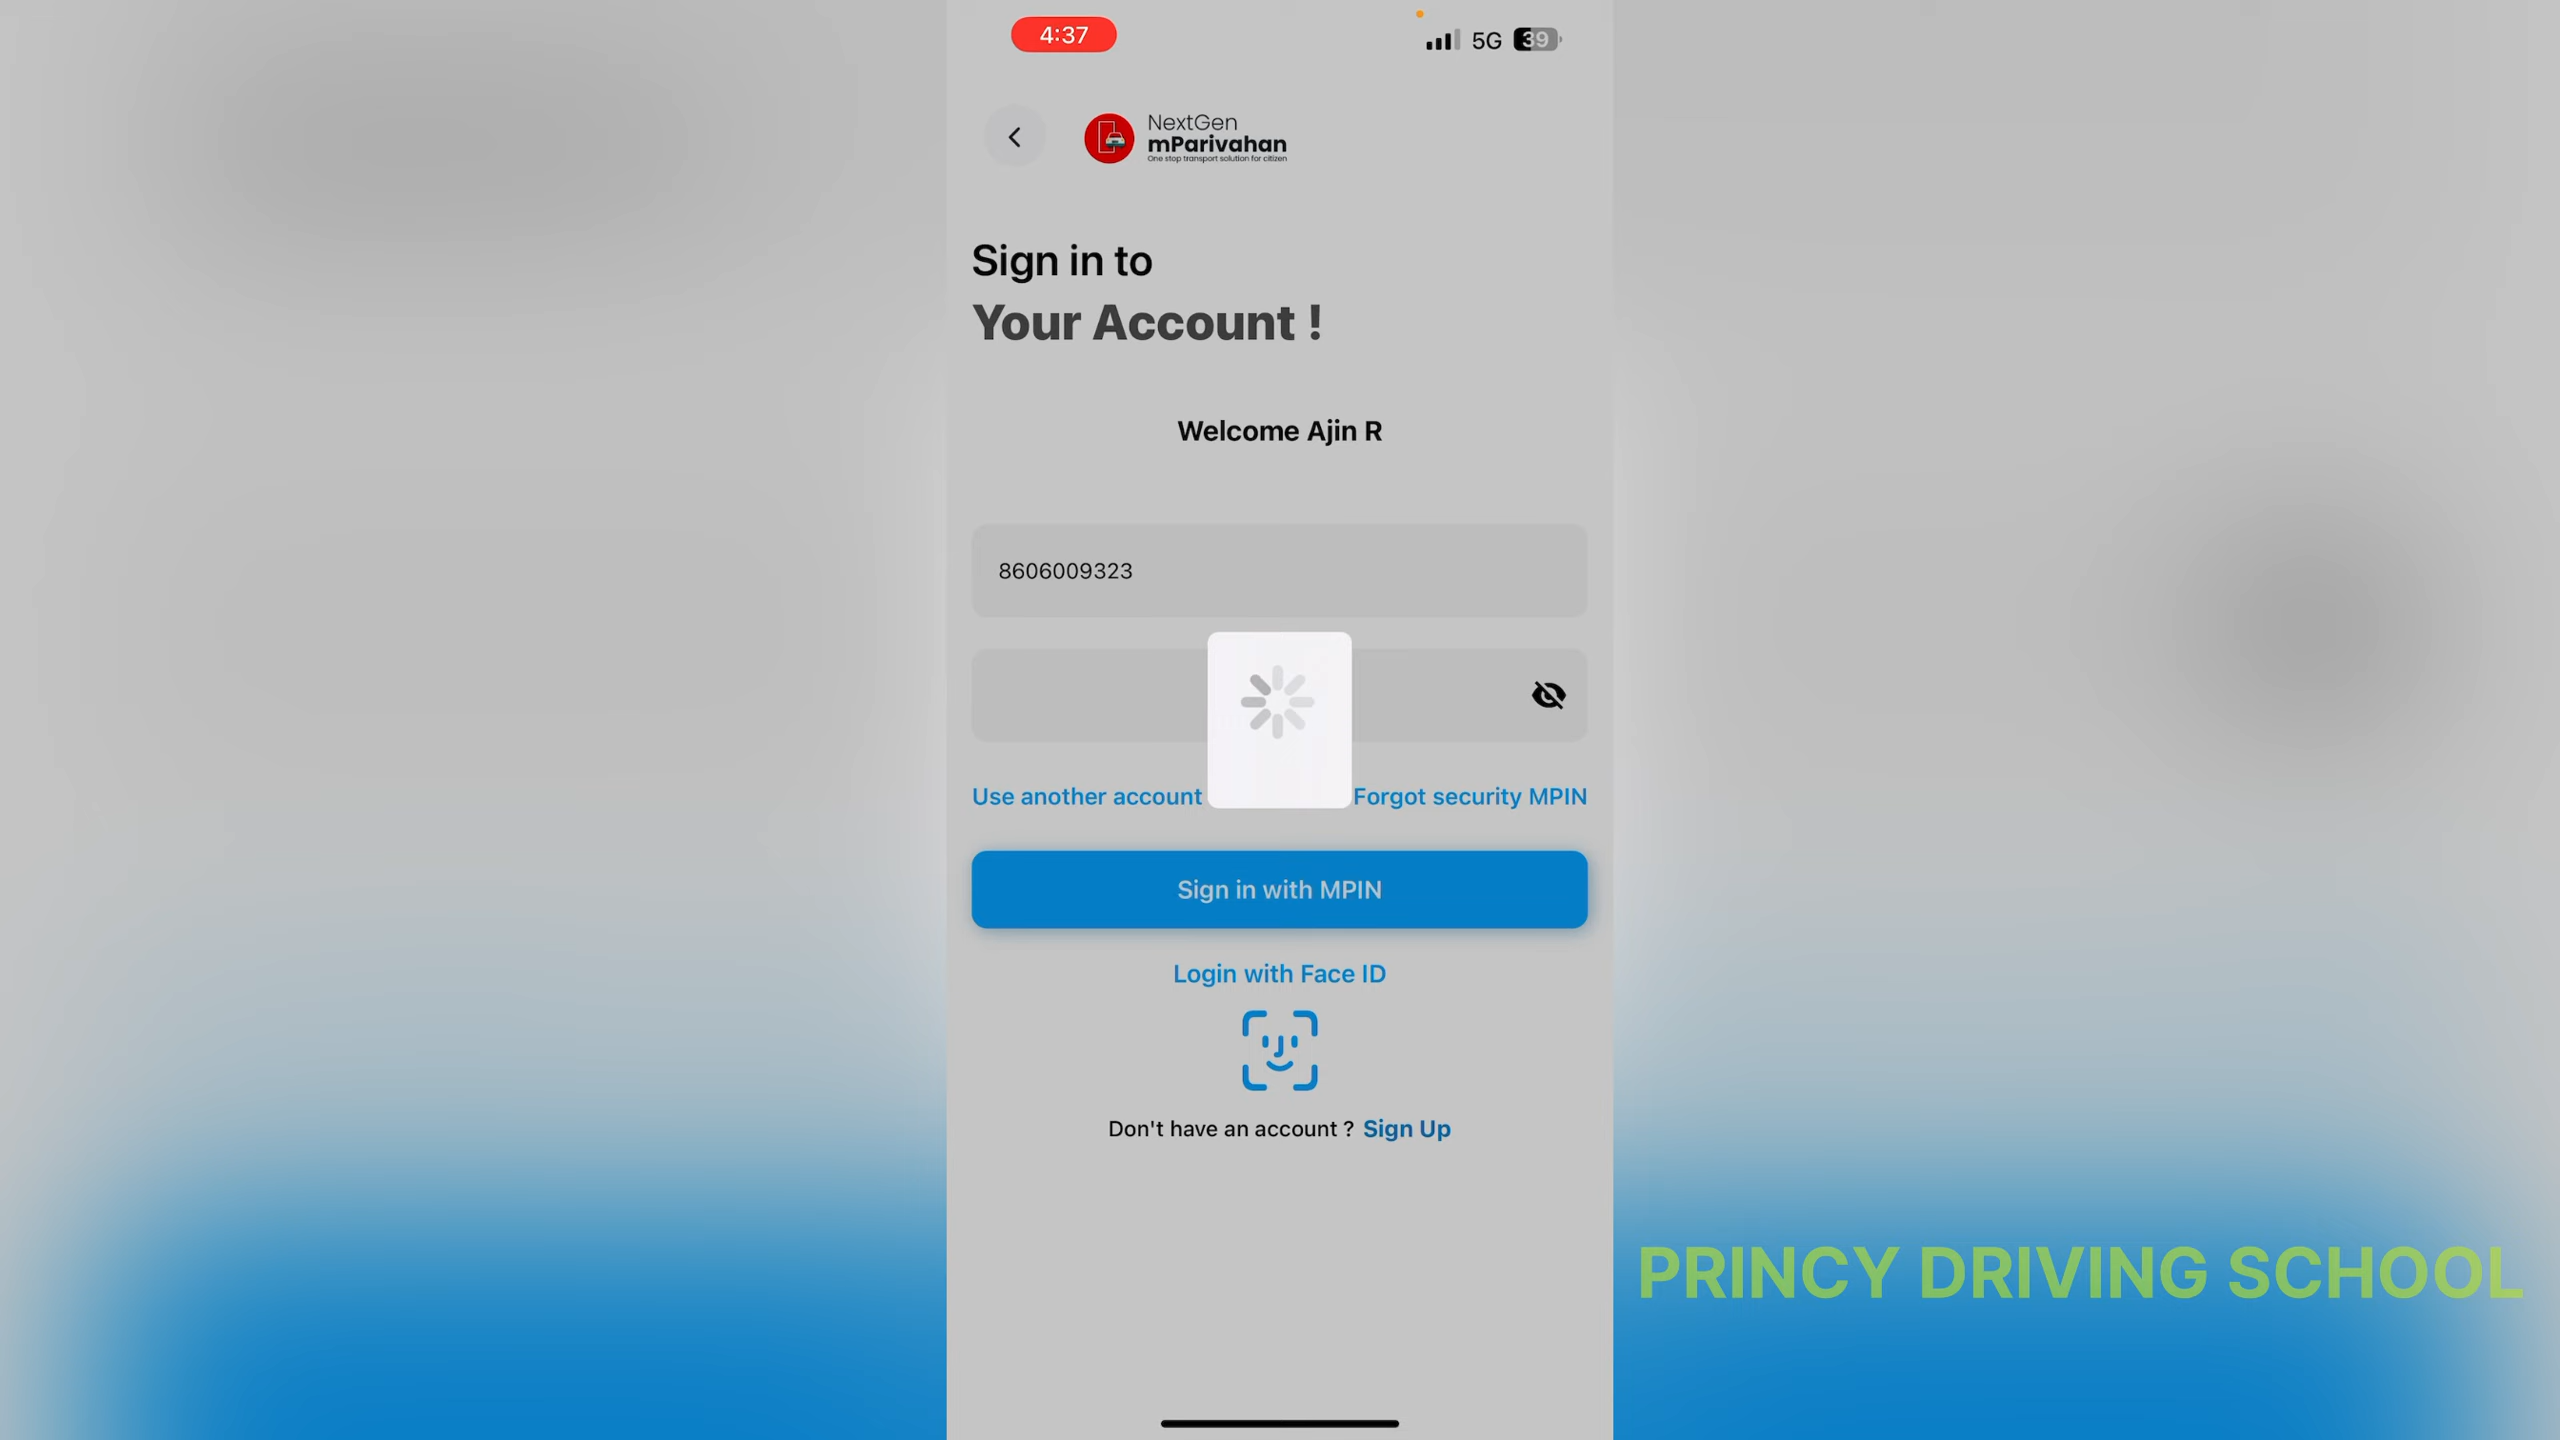 4:37
5G 39
NextGen
mParivahan
One stop transport solution for citizen
Sign in to
Your Account !
Welcome Ajin R
8606009323
Use another account Forgot security MPIN
Sign in with MPIN
Login with Face ID
Don't have an account ? Sign Up
PRINCY DRIVING SCHOOL